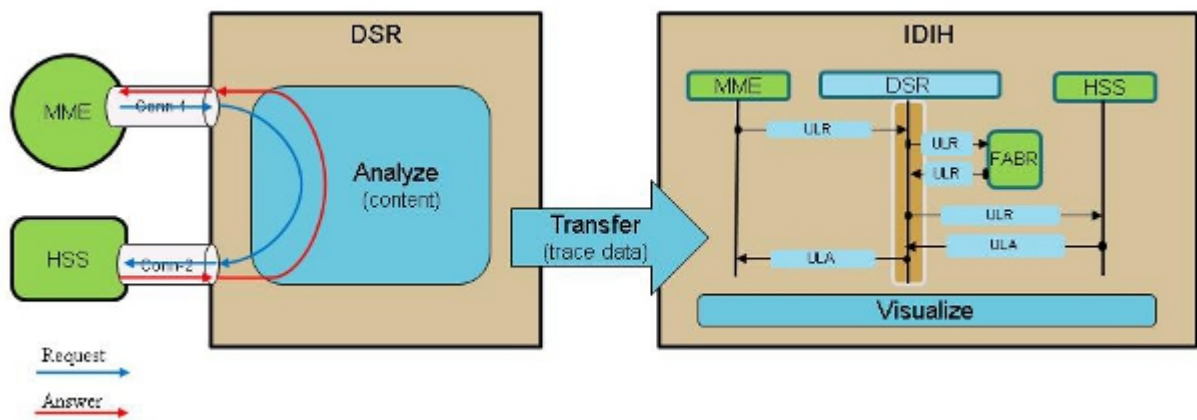 DSR
MME
Conn-1
Analyze
(content)
HSS
Conn-2
Request
Answer
Transfer
(trace data)
IDIH
MME
DSR
HSS
ULR
ULR
FABR
ULR
ULR
ULA
ULA
Visualize